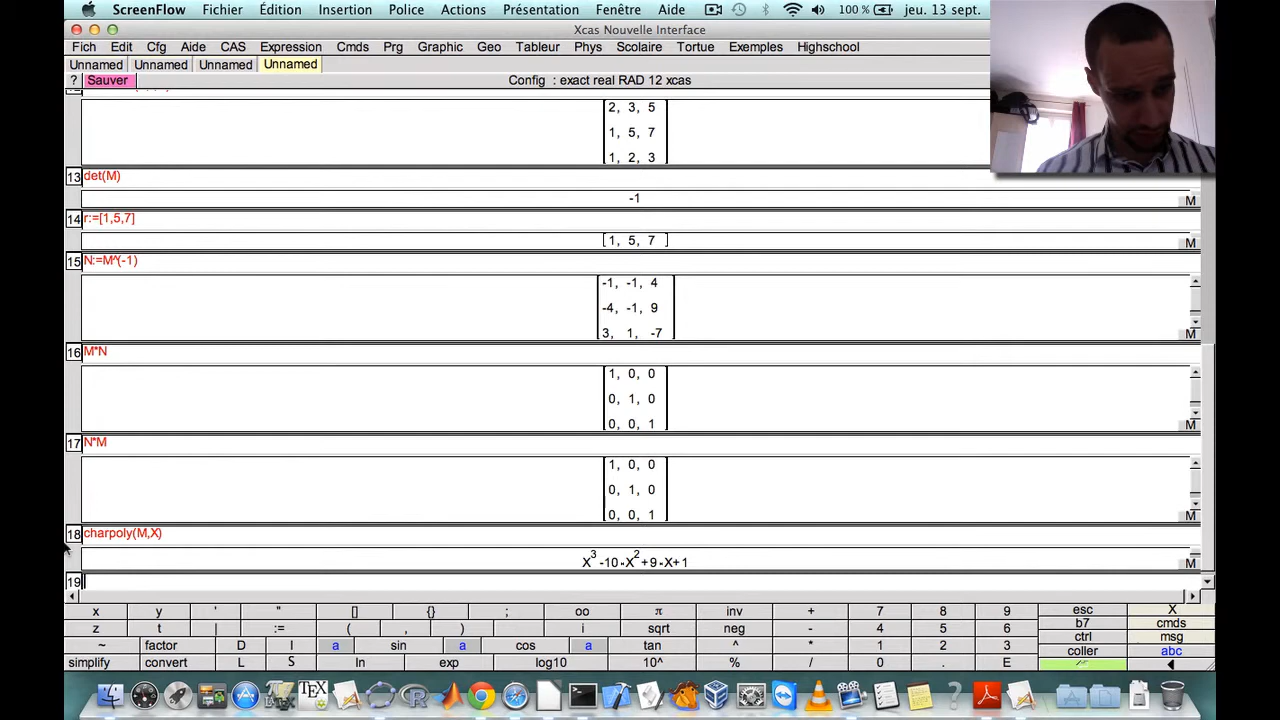 ScreenFlow Fichier Édition Insertion Police Actions Présentation Fenêtre Aide 100 % jeu. 13 sept.
Xcas Nouvelle Interface
Fich Edit Cfg Aide CAS Expression Cmds Prg Graphic Geo Tableur Phys Scolaire Tortue Exemples Highschool
Unnamed Unnamed Unnamed Unnamed
? Sauver Config : exact real RAD 12 xcas
2, 3, 5
1, 5, 7
1, 2, 3
13 det(M)
-1 M
14 r:=[1,5,7]
[1, 5, 7] M
15 N:=M^(-1)
-1, -1, 4
-4, -1, 9
3, 1, -7 M
16 M*N
1, 0, 0
0, 1, 0
0, 0, 1 M
17 N*M
1, 0, 0
0, 1, 0
0, 0, 1 M
18 charpoly(M,X)
X^3-10·X^2+9·X+1 M
19
x y ' " [] {} ; oo π inv + 7 8 9 esc X
z t | := ( , ) i sqrt neg - 4 5 6 b7 cmds
ctrl msg
~ factor D I a sin a cos a tan ^ * 1 2 3 abc
simplify convert L S ln exp log10 10^ % / 0 . E
TEX R